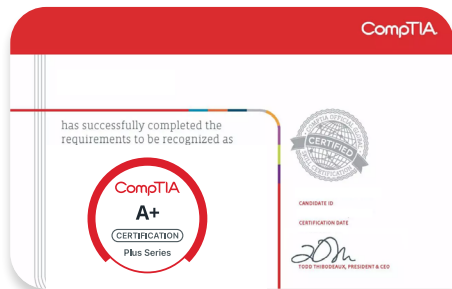 CompTIA.
has successfully completed the
requirements to be recognized as
CompTIA
A+
CERTIFICATION
Plus Series
CERTIFIED
CANDIDATE ID
CERTIFICATION DATE
TODD THIBODEAUX, PRESIDENT & CEO